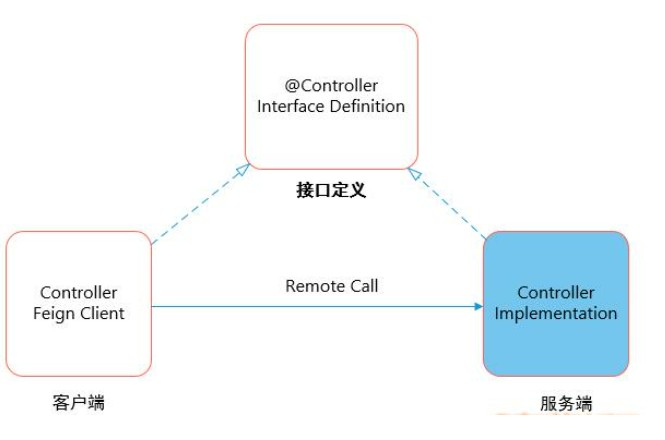 @Controller
Interface Definition
接口定义
Controller
Feign Client
Remote Call
Controller
Implementation
客户端
服务端